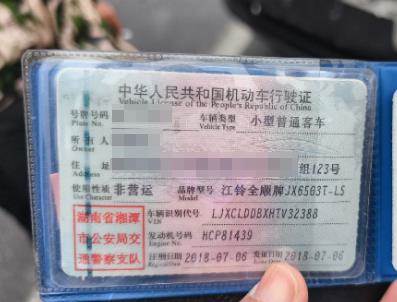 中华人民共和国机动车行驶证
Vehicle License of the People's Republic of China
号牌号码 车辆类型 小型普通客车
Plate No. Vehicle Type
所有人
Owner
住址 组123号
Address
使用性质 非营运 品牌型号 江铃全顺牌JX6503T-L5
Use Character
湖南省湘潭 车辆识别代号 LJXCLDDBXHTV32388
VIN
市公安局交 发动机号码 HCP81439
Engine No.
通警察支队 注册日期 2018-07-06 发证日期 2018-07-06